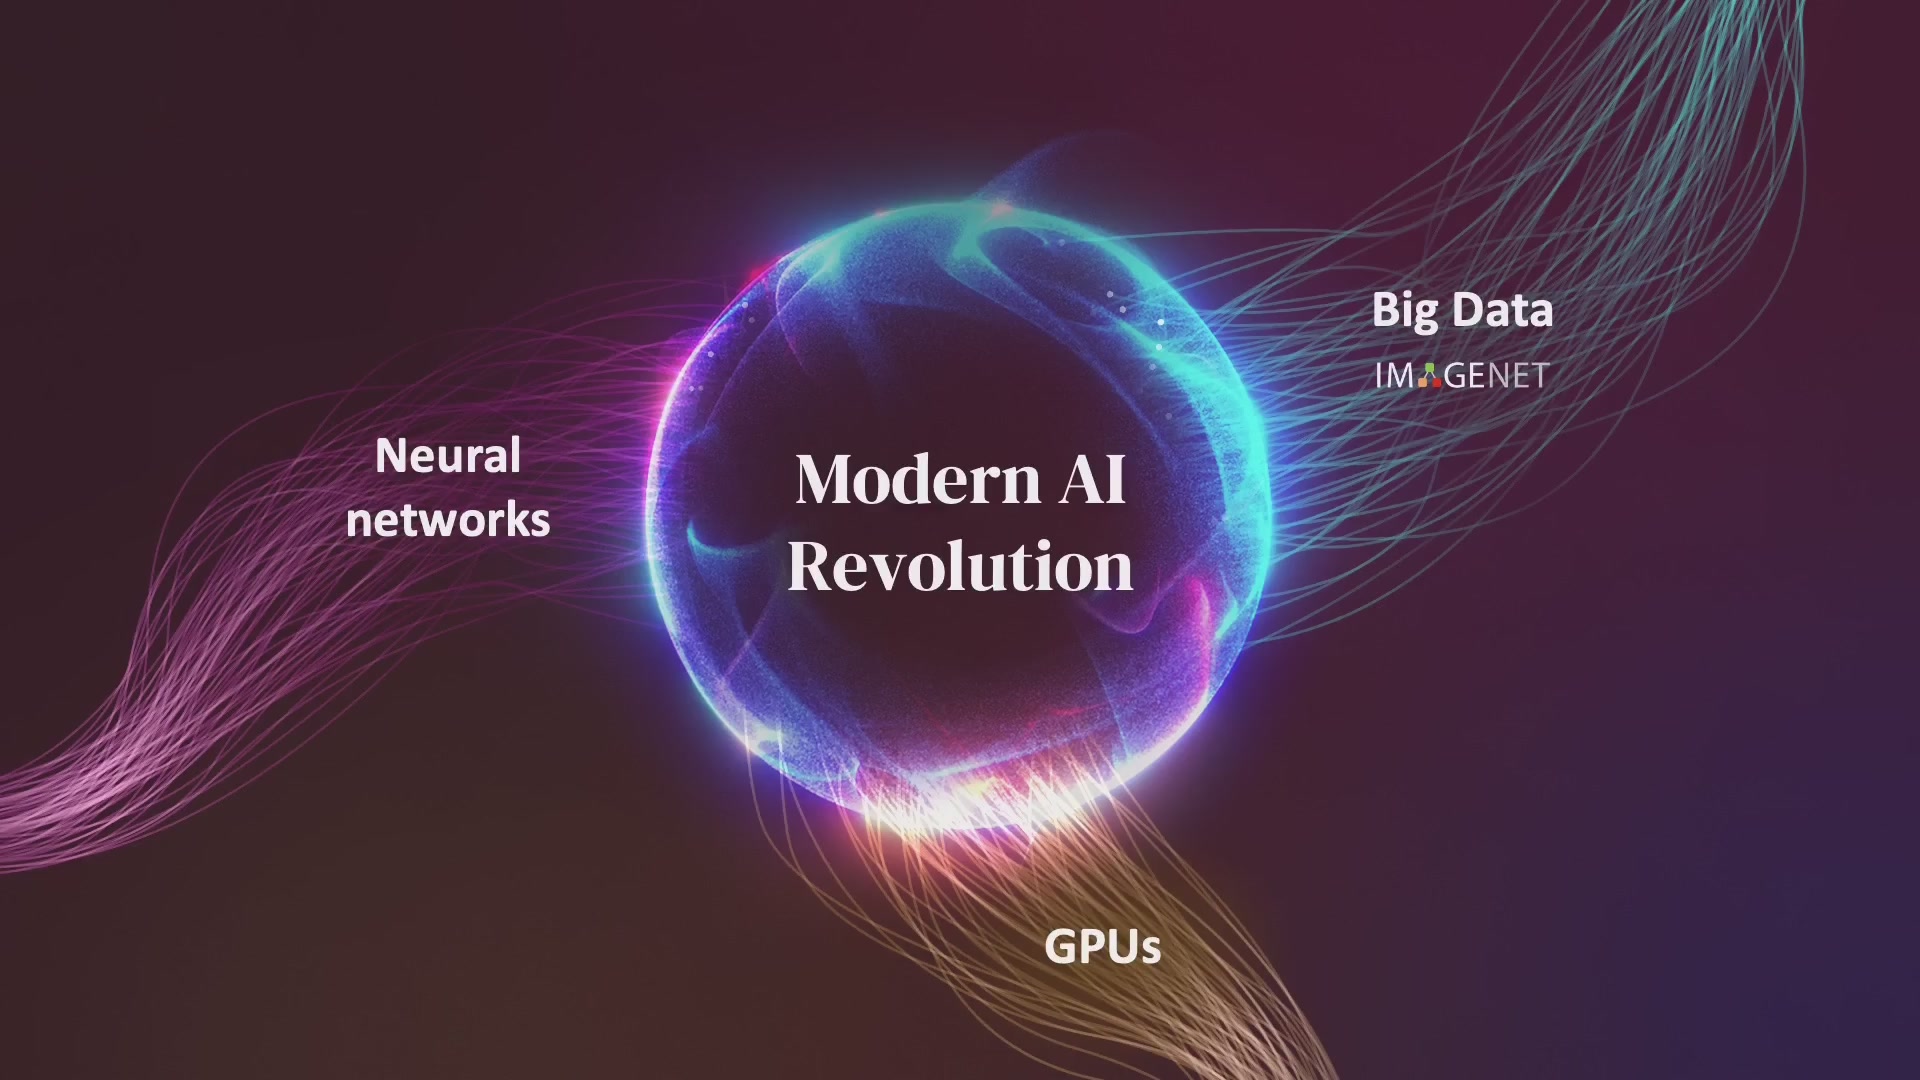 Big Data
IMAGENET
Neural
networks
Modern AI
Revolution
GPUs